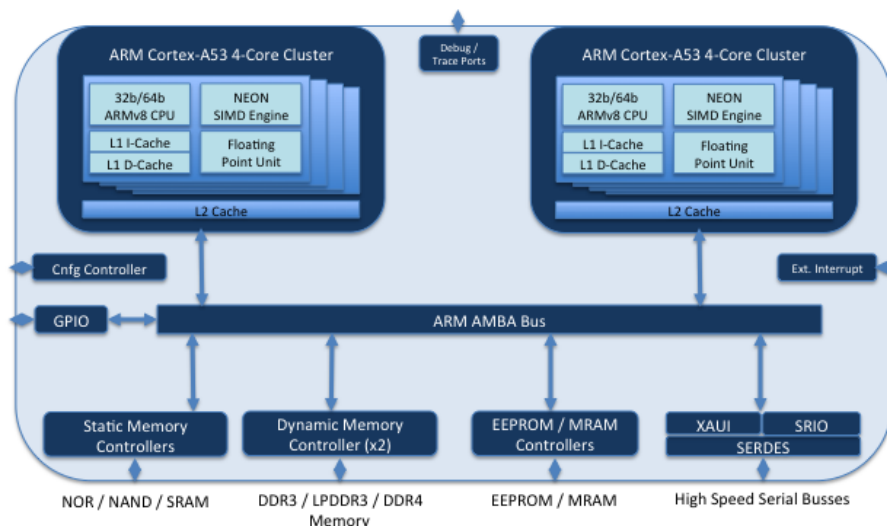 ARM Cortex-A53 4-Core Cluster
32b/64b
ARMv8 CPU
NEON
SIMD Engine
L1 I-Cache
L1 D-Cache
Floating
Point Unit
L2 Cache
Debug /
Trace Ports
ARM Cortex-A53 4-Core Cluster
32b/64b
ARMv8 CPU
NEON
SIMD Engine
L1 I-Cache
L1 D-Cache
Floating
Point Unit
L2 Cache
Cnfg Controller
Ext. Interrupt
GPIO
ARM AMBA Bus
Static Memory
Controllers
Dynamic Memory
Controller (x2)
EEPROM / MRAM
Controllers
XAUI
SRIO
SERDES
NOR / NAND / SRAM
DDR3 / LPDDR3 / DDR4
Memory
EEPROM / MRAM
High Speed Serial Busses